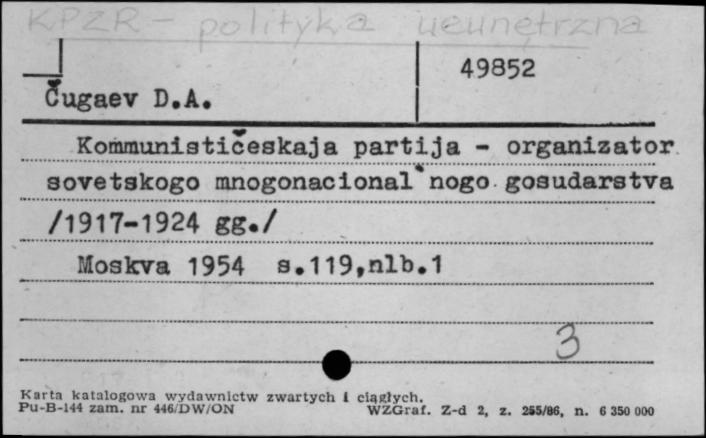 KPZR - polityka wewnętrzna
49852
Čugaev D.A.
Kommunističeskaja partija - organizator
sovetskogo mnogonacional`nogo gosudarstva
/1917-1924 gg./
Moskva 1954 s.119,nlb.1
3
Karta katalogowa wydawnictw zwartych i ciągłych.
Pu-B-144 zam. nr 446/DW/ON WZGraf. Z-d 2, z. 255/86, n. 6 350 000